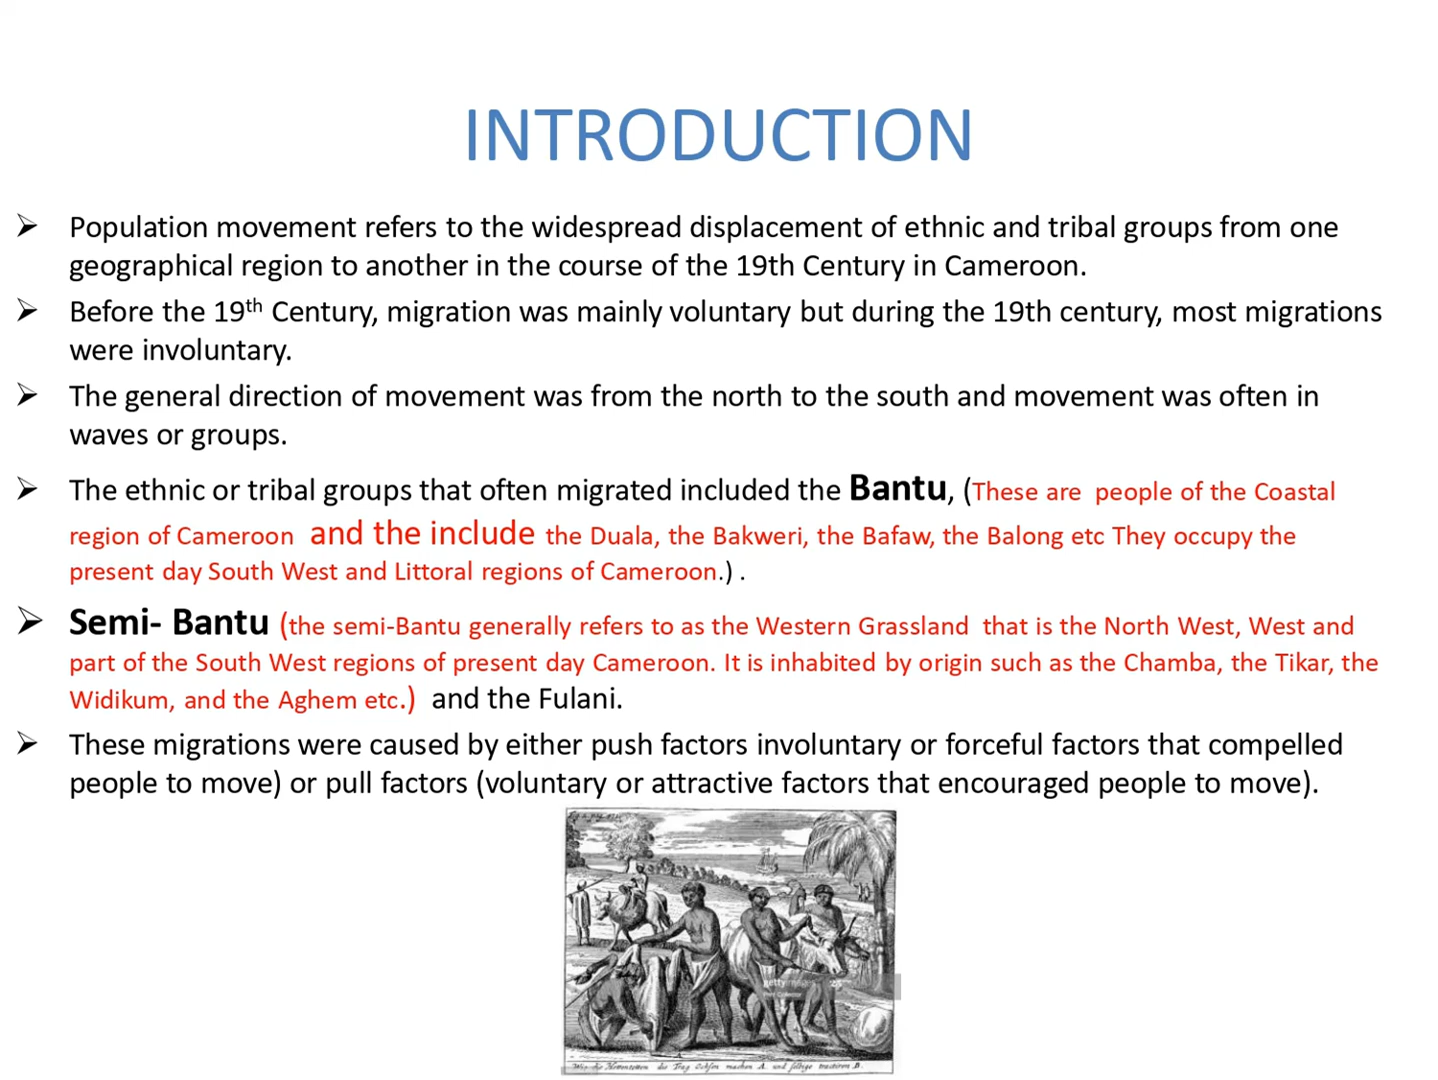 INTRODUCTION
➢ Population movement refers to the widespread displacement of ethnic and tribal groups from one
geographical region to another in the course of the 19th Century in Cameroon.
➢ Before the 19th Century, migration was mainly voluntary but during the 19th century, most migrations
were involuntary.
➢ The general direction of movement was from the north to the south and movement was often in
waves or groups.
➢ The ethnic or tribal groups that often migrated included the Bantu, (These are people of the Coastal
region of Cameroon and the include the Duala, the Bakweri, the Bafaw, the Balong etc They occupy the
present day South West and Littoral regions of Cameroon.) .
➢ Semi- Bantu (the semi-Bantu generally refers to as the Western Grassland that is the North West, West and
part of the South West regions of present day Cameroon. It is inhabited by origin such as the Chamba, the Tikar, the
Widikum, and the Aghem etc.) and the Fulani.
➢ These migrations were caused by either push factors involuntary or forceful factors that compelled
people to move) or pull factors (voluntary or attractive factors that encouraged people to move).
gettyimages
die Hottentotten die Trag Ochsen machen A. und selbige B.